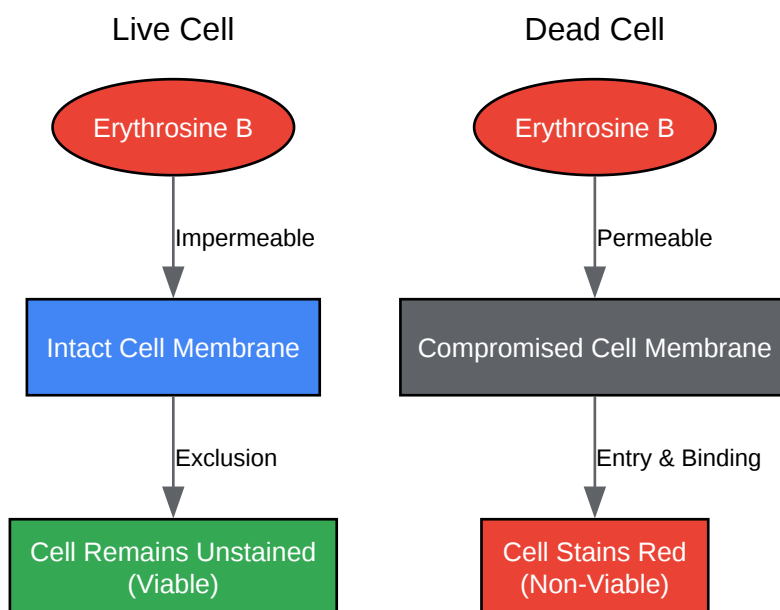 Live Cell
Erythrosine B
Impermeable
Intact Cell Membrane
Exclusion
Cell Remains Unstained
(Viable)
Dead Cell
Erythrosine B
Permeable
Compromised Cell Membrane
Entry & Binding
Cell Stains Red
(Non-Viable)